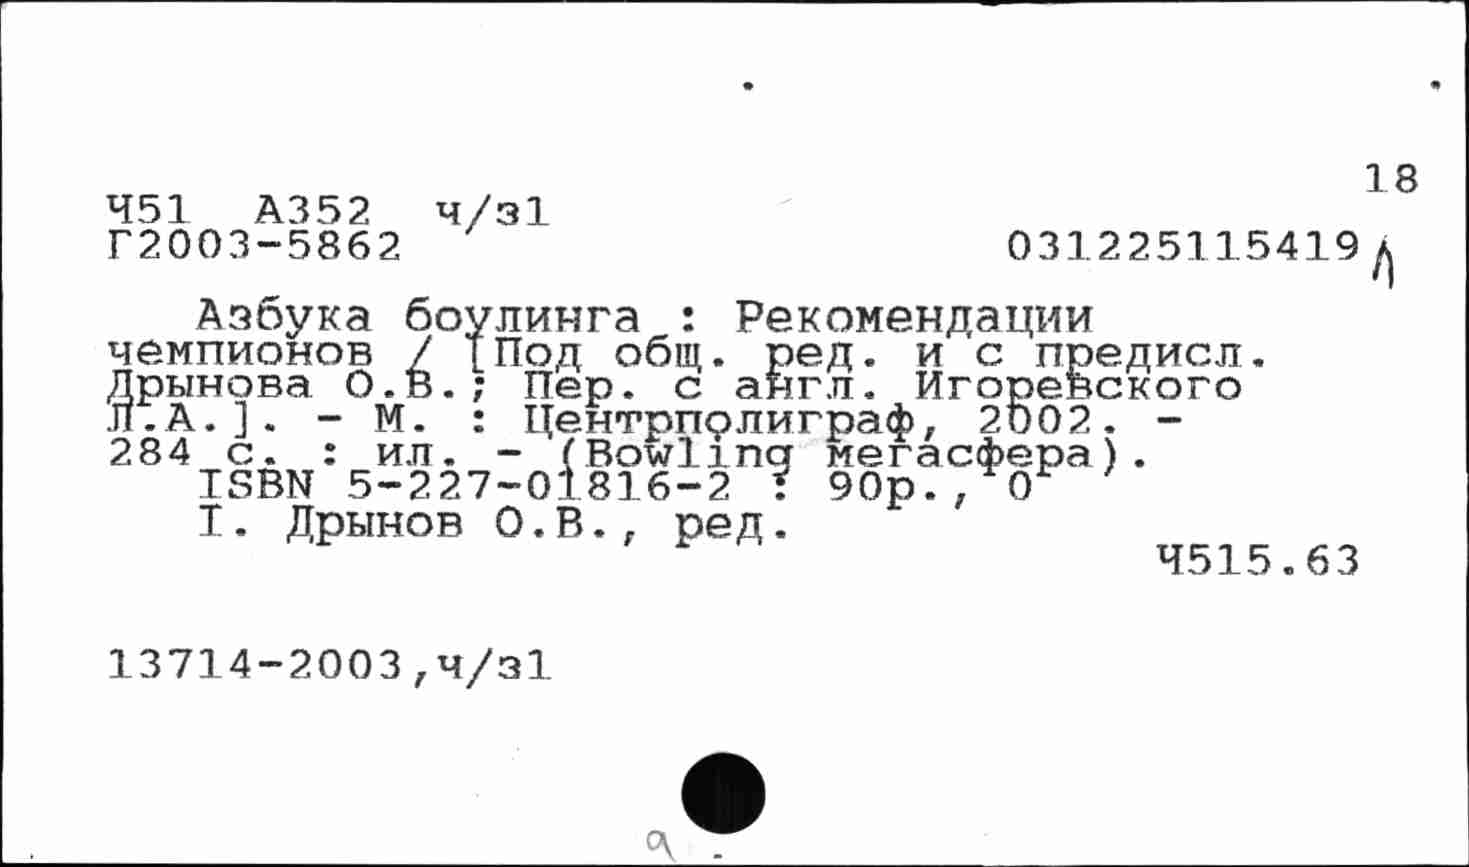 18
Ч51 А352 ч/з1
Г2003-5862 031225115419
Азбука боулинга : Рекомендации
чемпионов / [Под общ. ред. и с предисл.
Дрынова О.В.; Пер. с англ. Игоревского
Л.А.]. - М. : Центрполиграф, 2002. -
284 с. : ил. - (Bowling мегасфера).
ISBN 5-227-01816-2 : 90р., 0
I. Дрынов О.В., ред.
Ч515.63
13714-2003,ч/з1